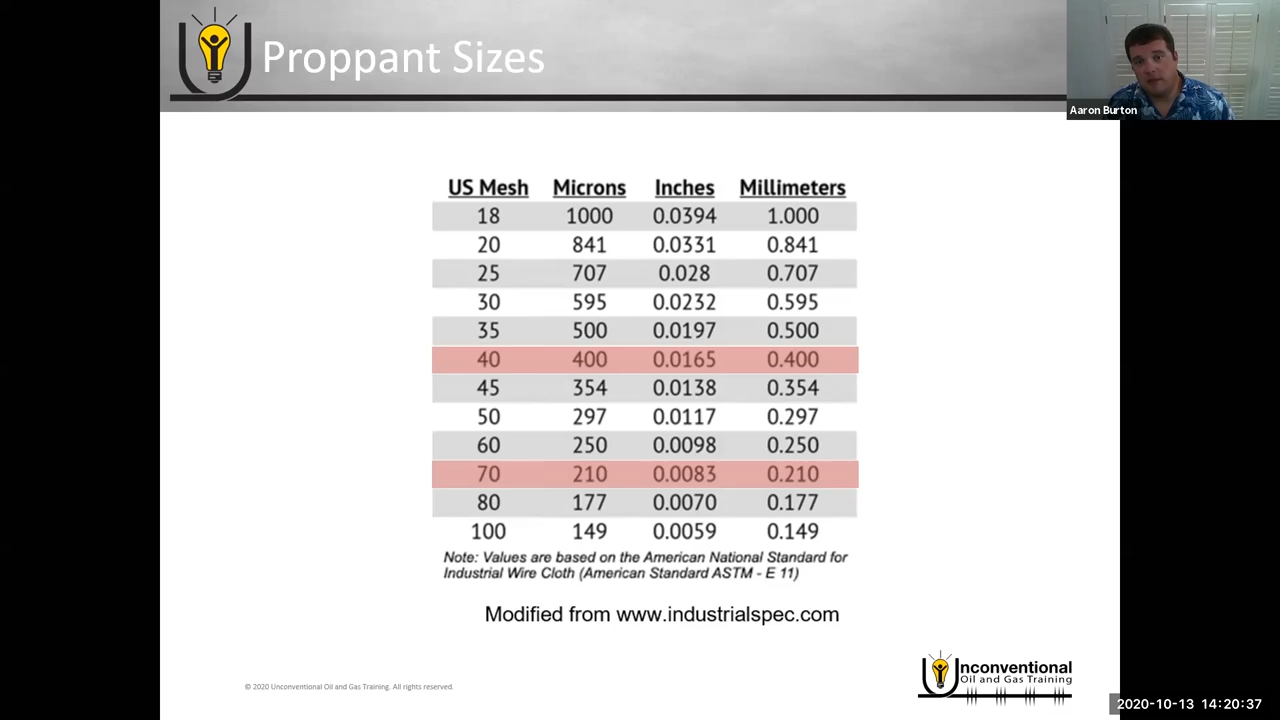 Proppant Sizes
Aaron Burton
US Mesh Microns Inches Millimeters
18 1000 0.0394 1.000
20 841 0.0331 0.841
25 707 0.028 0.707
30 595 0.0232 0.595
35 500 0.0197 0.500
40 400 0.0165 0.400
45 354 0.0138 0.354
50 297 0.0117 0.297
60 250 0.0098 0.250
70 210 0.0083 0.210
80 177 0.0070 0.177
100 149 0.0059 0.149
Note: Values are based on the American National Standard for
Industrial Wire Cloth (American Standard ASTM - E 11)
Modified from www.industrialspec.com
© 2020 Unconventional Oil and Gas Training. All rights reserved.
Unconventional
Oil and Gas Training
2020-10-13 14:20:37